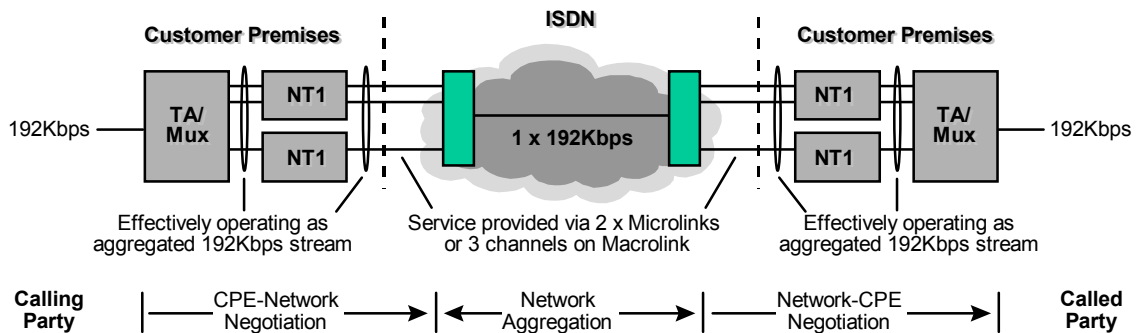 ISDN
Customer Premises
Customer Premises
192Kbps
TA/
Mux
NT1
NT1
1 x 192Kbps
NT1
NT1
TA/
Mux
192Kbps
Effectively operating as
aggregated 192Kbps stream
Service provided via 2 x Microlinks
or 3 channels on Macrolink
Effectively operating as
aggregated 192Kbps stream
Calling
Party
CPE-Network
Negotiation
Network
Aggregation
Network-CPE
Negotiation
Called
Party